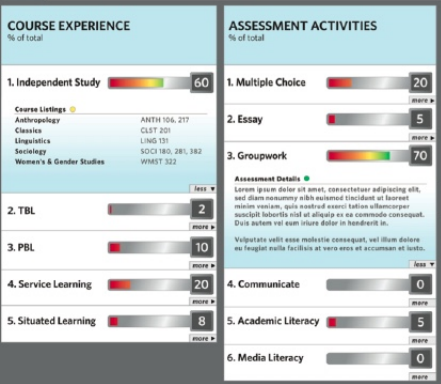 COURSE EXPERIENCE
% of total
1. Independent Study 60
Course Listings
Anthropology ANTH 106, 217
Classics CLST 201
Linguistics LING 131
Sociology SOCI 180, 281, 382
Women's & Gender Studies WMST 322
less
2. TBL 2
more
3. PBL 10
more
4. Service Learning 20
more
5. Situated Learning 8
more
ASSESSMENT ACTIVITIES
% of total
1. Multiple Choice 20
more
2. Essay 5
more
3. Groupwork 70
Assessment Details
Lorem ipsum dolor sit amet, consectetuer adipiscing elit,
sed diam nonummy nibh euismod tincidunt ut laoreet
minim veniam, quis nostrud exerci tation ullamcorper
suscipit lobortis nisl ut aliquip ex ea commodo consequat.
Duis autem vel eum iriure dolor in hendrerit in.
Vulputate velit esse molestie consequat, vel illum dolore
eu feugiat nulla facilisis at vero eros et accumsan et iusto.
less
4. Communicate 0
more
5. Academic Literacy 5
more
6. Media Literacy 0
more